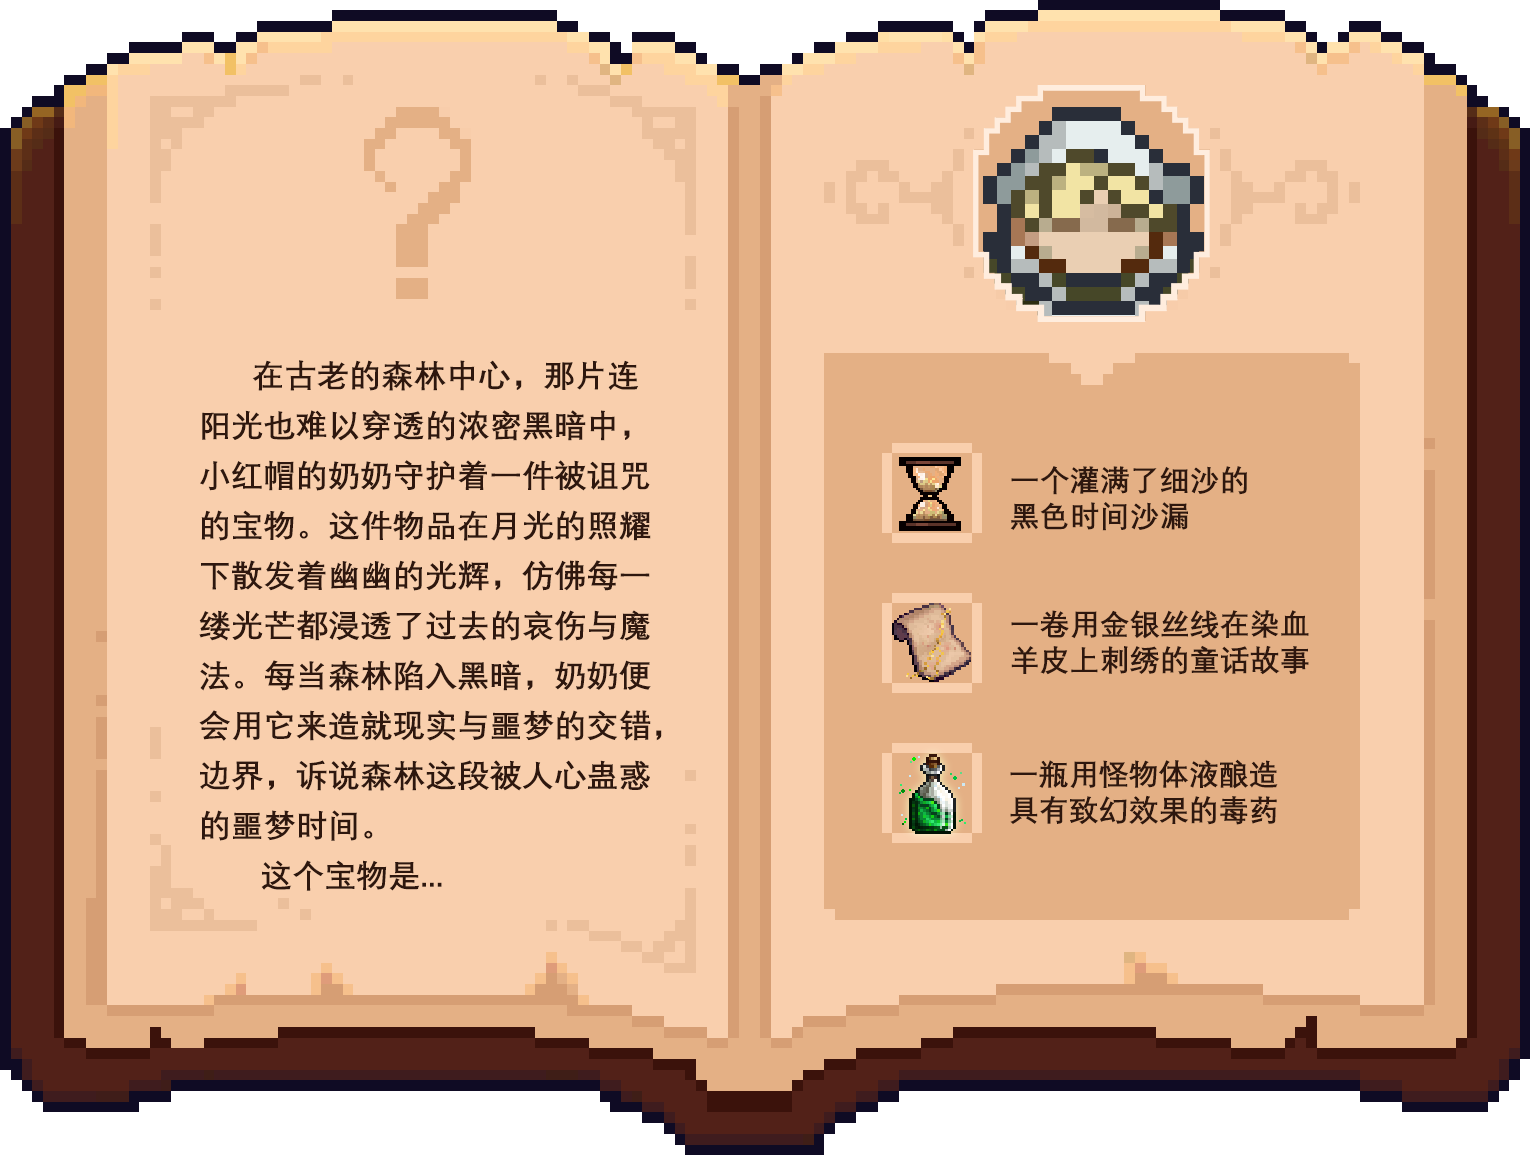 在古老的森林中心，那片连
阳光也难以穿透的浓密黑暗中，
小红帽的奶奶守护着一件被诅咒
的宝物。这件物品在月光的照耀
下散发着幽幽的光辉，仿佛每一
缕光芒都浸透了过去的哀伤与魔
法。每当森林陷入黑暗，奶奶便
会用它来造就现实与噩梦的交错，
边界，诉说森林这段被人心蛊惑
的噩梦时间。
这个宝物是...
一个灌满了细沙的
黑色时间沙漏
一卷用金银丝线在染血
羊皮上刺绣的童话故事
一瓶用怪物体液酿造
具有致幻效果的毒药